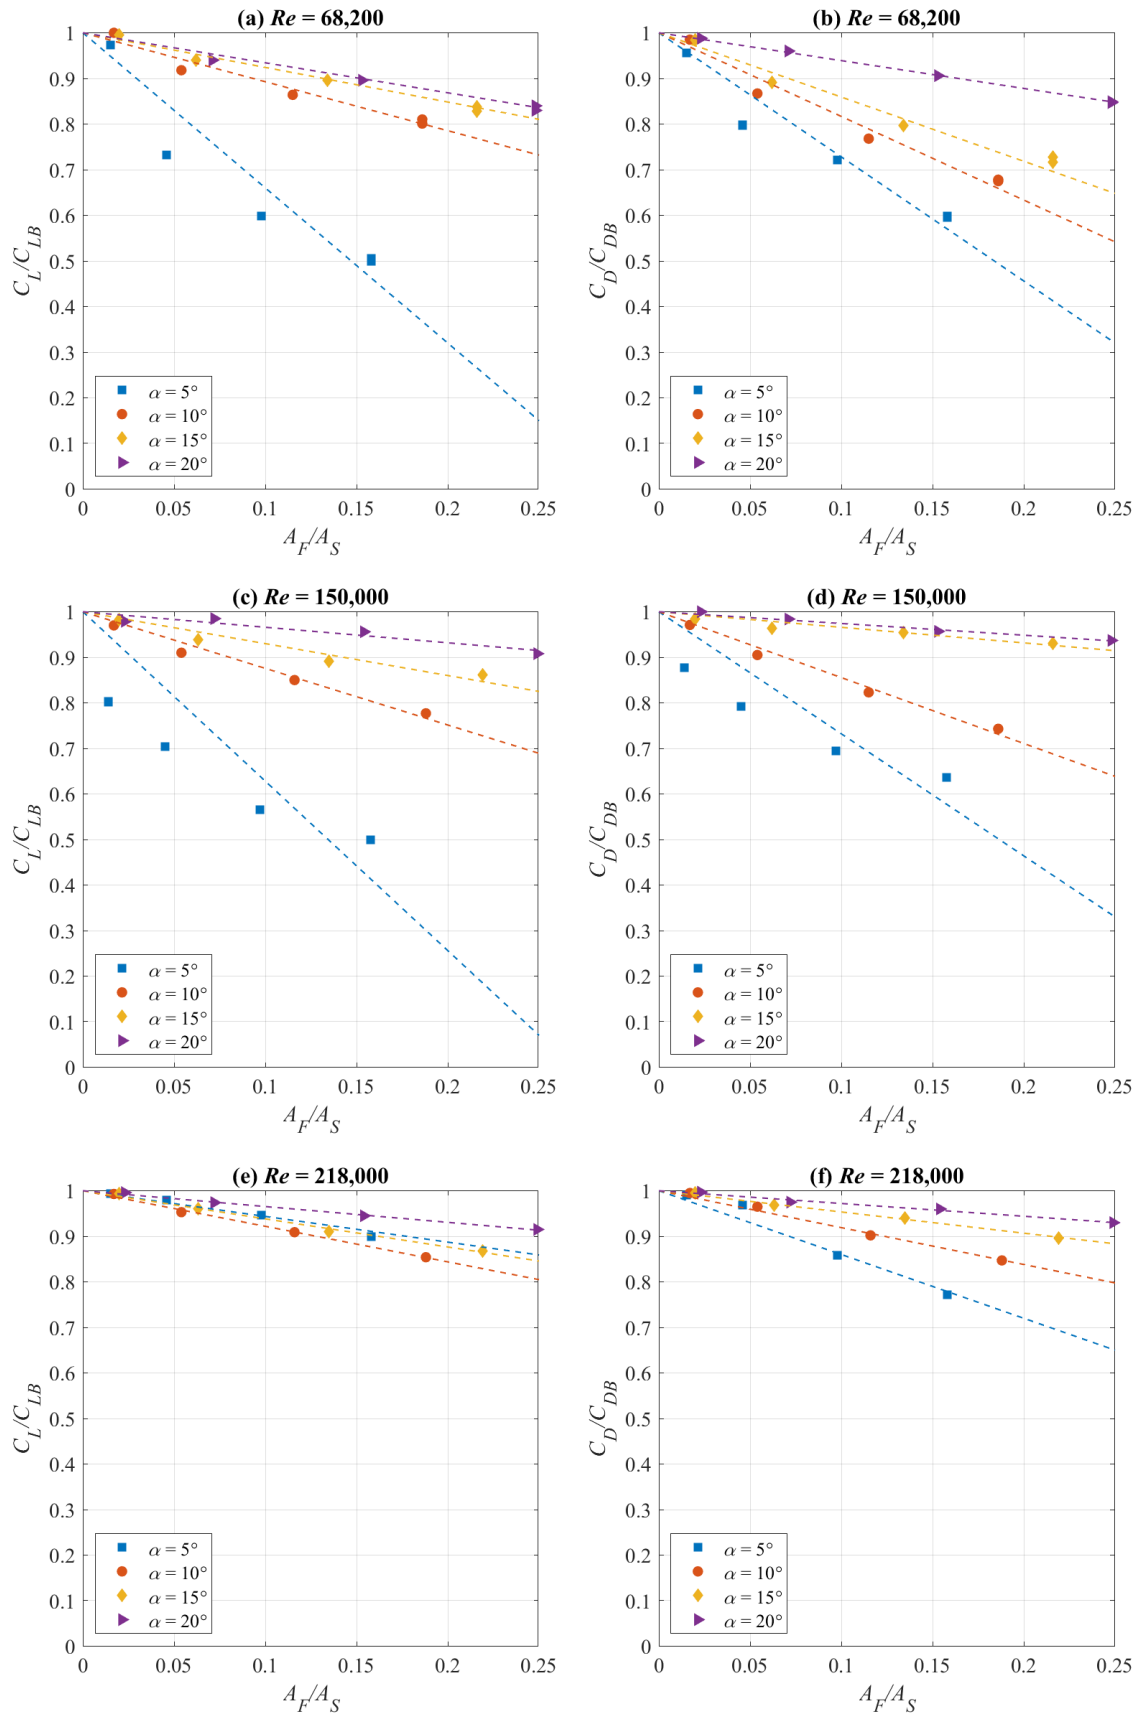 (a) Re = 68,200
1
0.9
0.8
0.7
0.6
0.5
0.4
0.3
0.2
0.1
0
C_L/C_LB
α = 5°
α = 10°
α = 15°
α = 20°
0 0.05 0.1 0.15 0.2 0.25
A_F/A_S
(b) Re = 68,200
1
0.9
0.8
0.7
0.6
0.5
0.4
0.3
0.2
0.1
0
C_D/C_DB
α = 5°
α = 10°
α = 15°
α = 20°
0 0.05 0.1 0.15 0.2 0.25
A_F/A_S
(c) Re = 150,000
1
0.9
0.8
0.7
0.6
0.5
0.4
0.3
0.2
0.1
0
C_L/C_LB
α = 5°
α = 10°
α = 15°
α = 20°
0 0.05 0.1 0.15 0.2 0.25
A_F/A_S
(d) Re = 150,000
1
0.9
0.8
0.7
0.6
0.5
0.4
0.3
0.2
0.1
0
C_D/C_DB
α = 5°
α = 10°
α = 15°
α = 20°
0 0.05 0.1 0.15 0.2 0.25
A_F/A_S
(e) Re = 218,000
1
0.9
0.8
0.7
0.6
0.5
0.4
0.3
0.2
0.1
0
C_L/C_LB
α = 5°
α = 10°
α = 15°
α = 20°
0 0.05 0.1 0.15 0.2 0.25
A_F/A_S
(f) Re = 218,000
1
0.9
0.8
0.7
0.6
0.5
0.4
0.3
0.2
0.1
0
C_D/C_DB
α = 5°
α = 10°
α = 15°
α = 20°
0 0.05 0.1 0.15 0.2 0.25
A_F/A_S